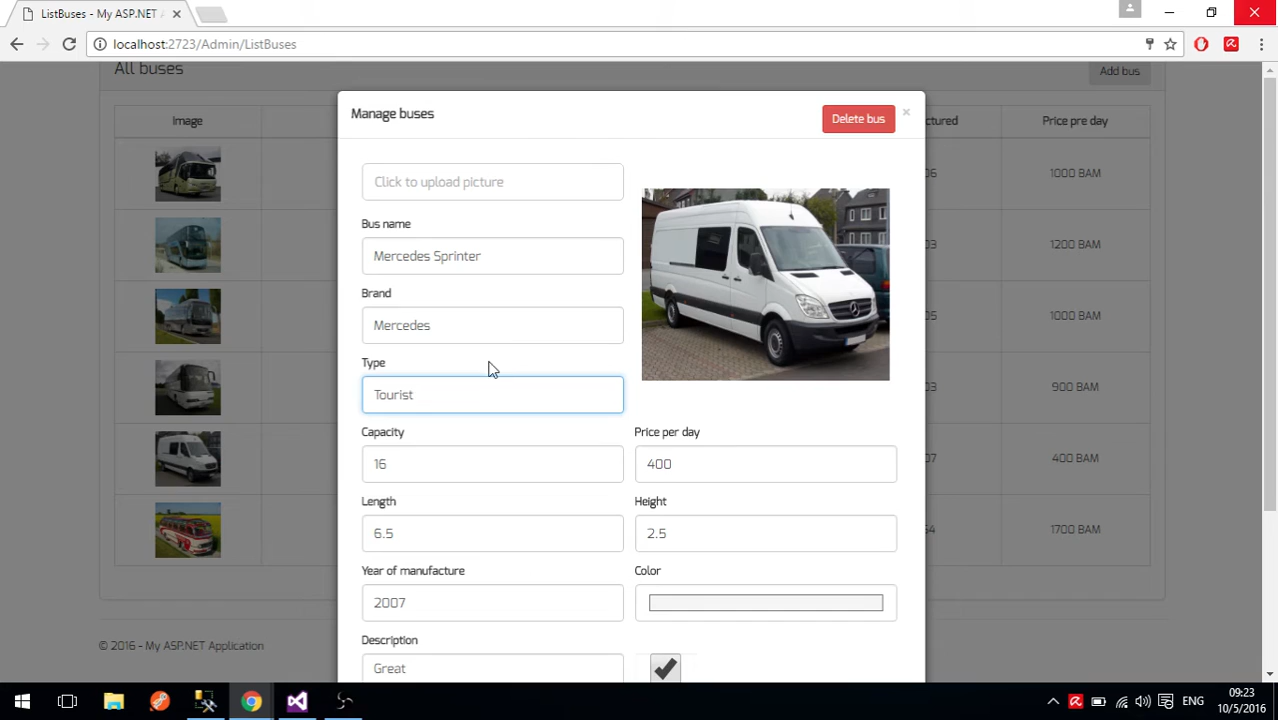 ListBuses - My ASP.NET A
localhost:2723/Admin/ListBuses
All buses
Add bus
Image
ctured
Price pre day
06
1000 BAM
03
1200 BAM
05
1000 BAM
03
900 BAM
07
400 BAM
54
1700 BAM
Manage buses
Delete bus
×
Click to upload picture
Bus name
Mercedes Sprinter
Brand
Mercedes
Type
Tourist
Capacity
Price per day
16
400
Length
Height
6.5
2.5
Year of manufacture
Color
2007
Description
Great
© 2016 - My ASP.NET Application
ENG
09:23
10/5/2016